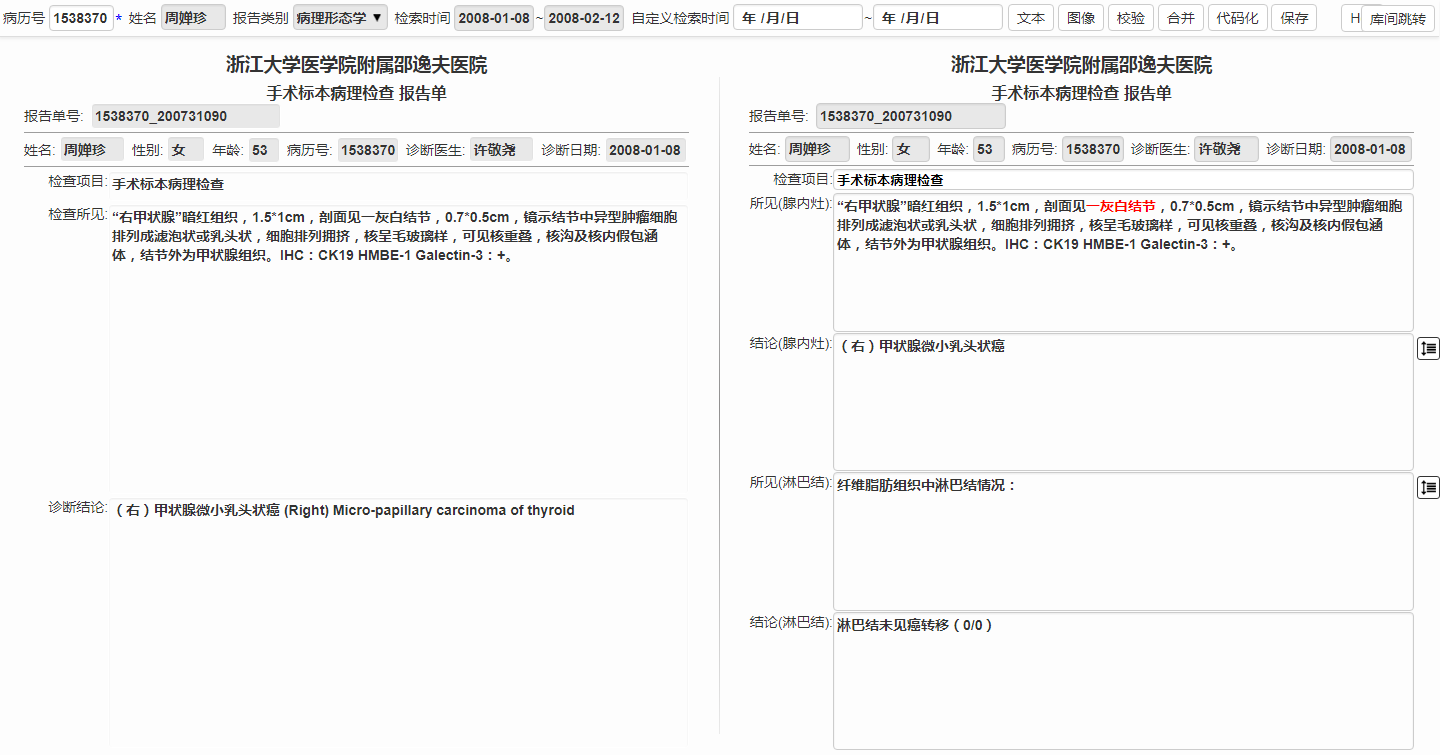 病历号 1538370 * 姓名 周婵珍 报告类别 病理形态学 ▼ 检索时间 2008-01-08 ~ 2008-02-12 自定义检索时间 年 /月/日 ~ 年 /月/日 文本 图像 校验 合并 代码化 保存 H 库间跳转
浙江大学医学院附属邵逸夫医院
手术标本病理检查 报告单
报告单号: 1538370_200731090
姓名: 周婵珍 性别: 女 年龄: 53 病历号: 1538370 诊断医生: 许敬尧 诊断日期: 2008-01-08
检查项目: 手术标本病理检查
检查所见: “右甲状腺”暗红组织，1.5*1cm，剖面见一灰白结节，0.7*0.5cm，镜示结节中异型肿瘤细胞
排列成滤泡状或乳头状，细胞排列拥挤，核呈毛玻璃样，可见核重叠，核沟及核内假包涵
体，结节外为甲状腺组织。IHC：CK19 HMBE-1 Galectin-3：+。
诊断结论: （右）甲状腺微小乳头状癌 (Right) Micro-papillary carcinoma of thyroid
浙江大学医学院附属邵逸夫医院
手术标本病理检查 报告单
报告单号: 1538370_200731090
姓名: 周婵珍 性别: 女 年龄: 53 病历号: 1538370 诊断医生: 许敬尧 诊断日期: 2008-01-08
检查项目: 手术标本病理检查
所见(腺内灶): “右甲状腺”暗红组织，1.5*1cm，剖面见一灰白结节，0.7*0.5cm，镜示结节中异型肿瘤细胞
排列成滤泡状或乳头状，细胞排列拥挤，核呈毛玻璃样，可见核重叠，核沟及核内假包涵
体，结节外为甲状腺组织。IHC：CK19 HMBE-1 Galectin-3：+。
结论(腺内灶): （右）甲状腺微小乳头状癌
所见(淋巴结): 纤维脂肪组织中淋巴结情况：
结论(淋巴结): 淋巴结未见癌转移（0/0）